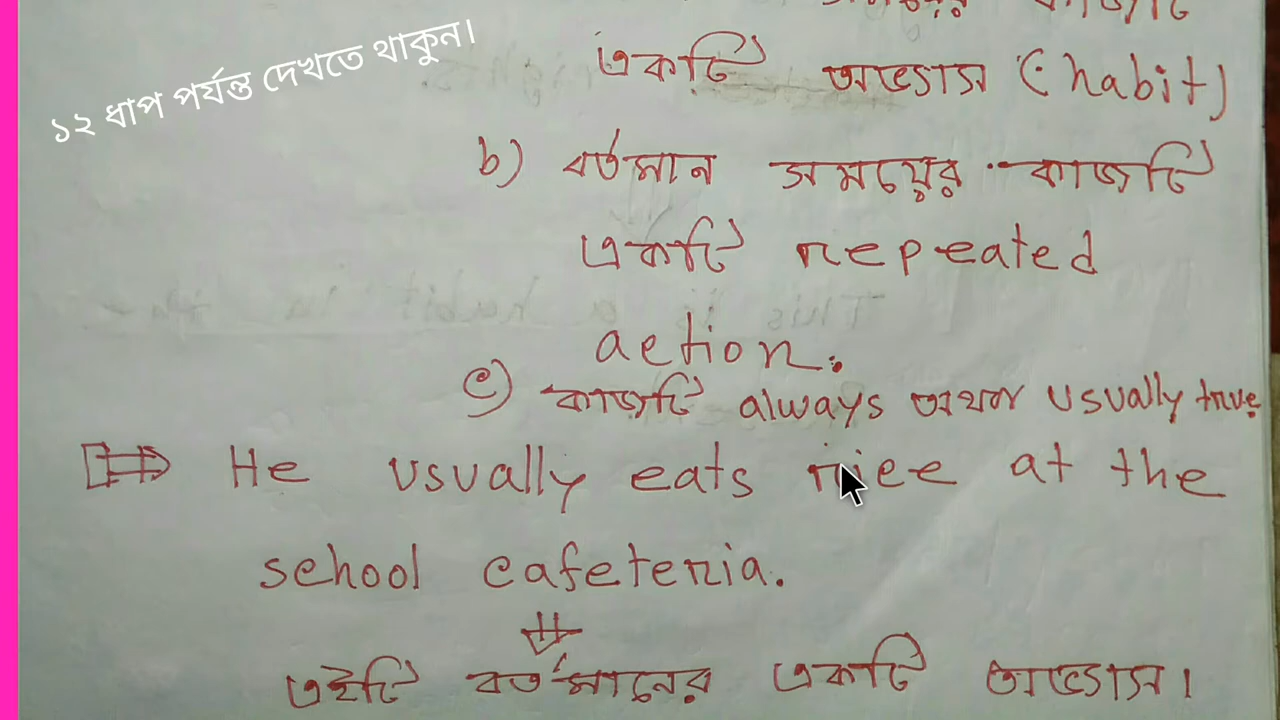 ১২ ধাপ পর্যন্ত দেখতে থাকুন।
একটি অভ্যাস (habit)
b) বর্তমান সময়ের কাজটি
একটি repeated
action.
c) কাজটি always অথবা usually true.
He usually eats rice at the
school cafeteria.
এইটি বর্তমানের একটি অভ্যাস।